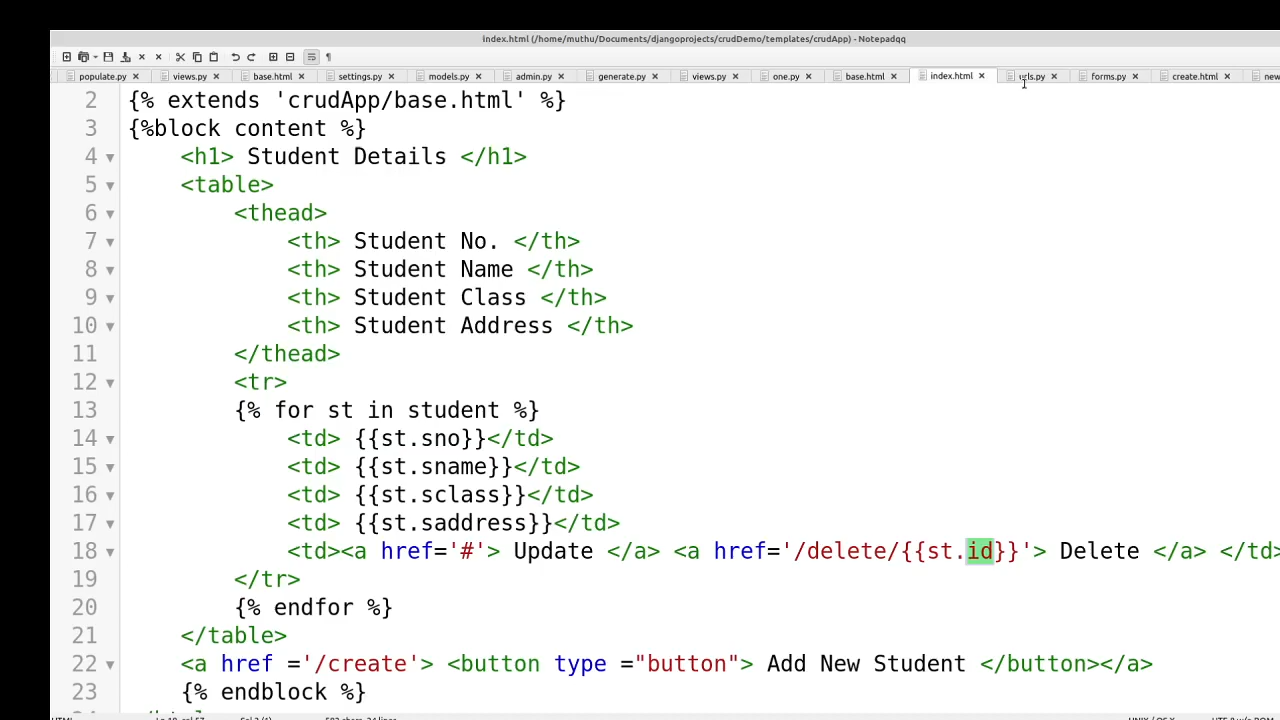 index.html (/home/muthu/Documents/djangoprojects/crudDemo/templates/crudApp) - Notepadqq
populate.py views.py base.html settings.py models.py admin.py generate.py views.py one.py base.html index.html urls.py forms.py create.html new
2 {% extends 'crudApp/base.html' %}
3 {%block content %}
4 <h1> Student Details </h1>
5 <table>
6 <thead>
7 <th> Student No. </th>
8 <th> Student Name </th>
9 <th> Student Class </th>
10 <th> Student Address </th>
11 </thead>
12 <tr>
13 {% for st in student %}
14 <td> {{st.sno}}</td>
15 <td> {{st.sname}}</td>
16 <td> {{st.sclass}}</td>
17 <td> {{st.saddress}}</td>
18 <td><a href='#'> Update </a> <a href='/delete/{{st.id}}'> Delete </a> </td>
19 </tr>
20 {% endfor %}
21 </table>
22 <a href ='/create'> <button type ="button"> Add New Student </button></a>
23 {% endblock %}